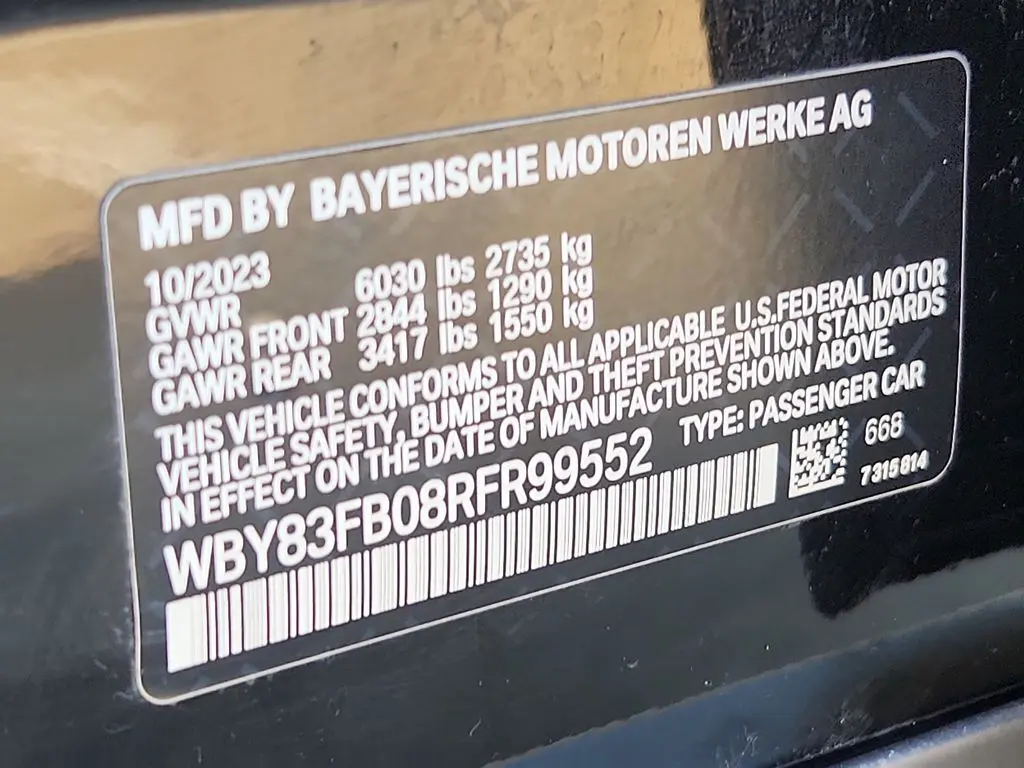 MFD BY BAYERISCHE MOTOREN WERKE AG
10/2023
GVWR 6030 lbs 2735 kg
GAWR FRONT 2844 lbs 1290 kg
GAWR REAR 3417 lbs 1550 kg
THIS VEHICLE CONFORMS TO ALL APPLICABLE U.S.FEDERAL MOTOR
VEHICLE SAFETY, BUMPER AND THEFT PREVENTION STANDARDS
IN EFFECT ON THE DATE OF MANUFACTURE SHOWN ABOVE.
WBY83FB08RFR99552 TYPE: PASSENGER CAR
668
7315814